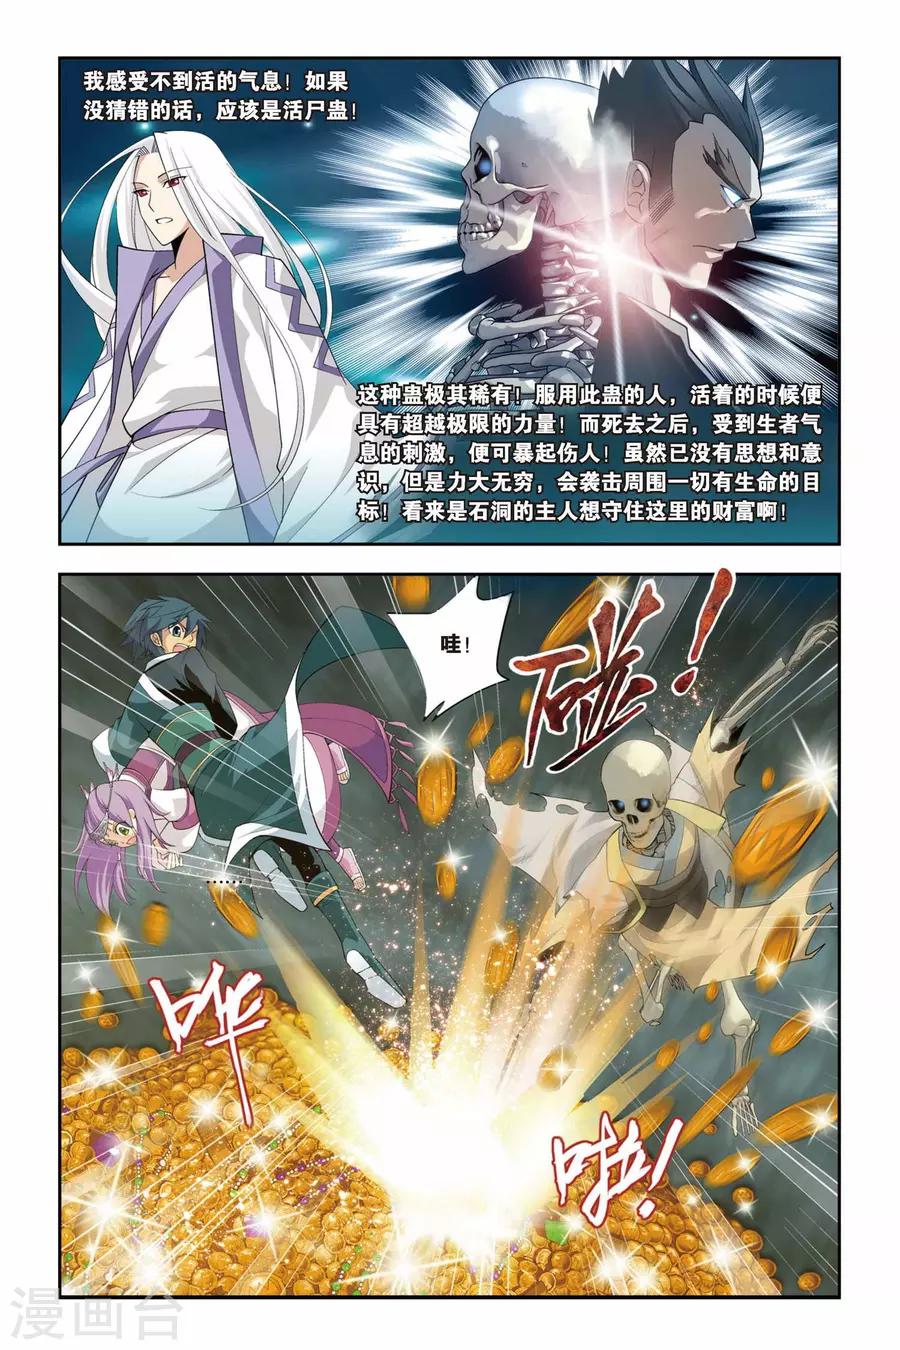 我感受不到活的气息！如果
没猜错的话，应该是活尸蛊！
这种蛊极其稀有！服用此蛊的人，活着的时候便
具有超越极限的力量！而死去之后，受到生者气
息的刺激，便可暴起伤人！虽然已没有思想和意
识，但是力大无穷，会袭击周围一切有生命的目
标！看来是石洞的主人想守住这里的财富啊！
哇！
碰！
……
哗
啦！
漫画台